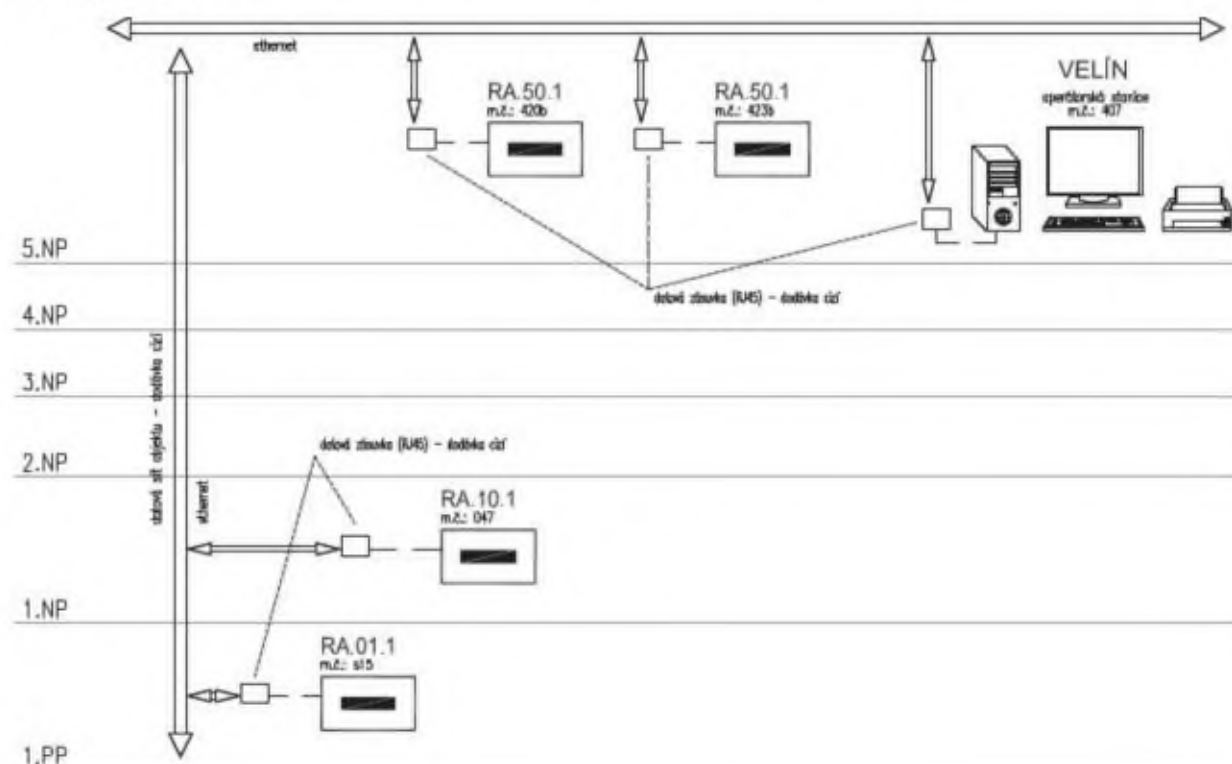 ethernet
RA.50.1
m.č.: 420b
RA.50.1
m.č.: 423b
VELÍN
operátorská stanice
m.č.: 407
5.NP
datová zásuvka (RJ45) – dodávka cizí
4.NP
3.NP
datová síť objektu – dodávka cizí
datová zásuvka (RJ45) – dodávka cizí
2.NP
ethernet
RA.10.1
m.č.: 047
1.NP
RA.01.1
m.č.: s15
1.PP